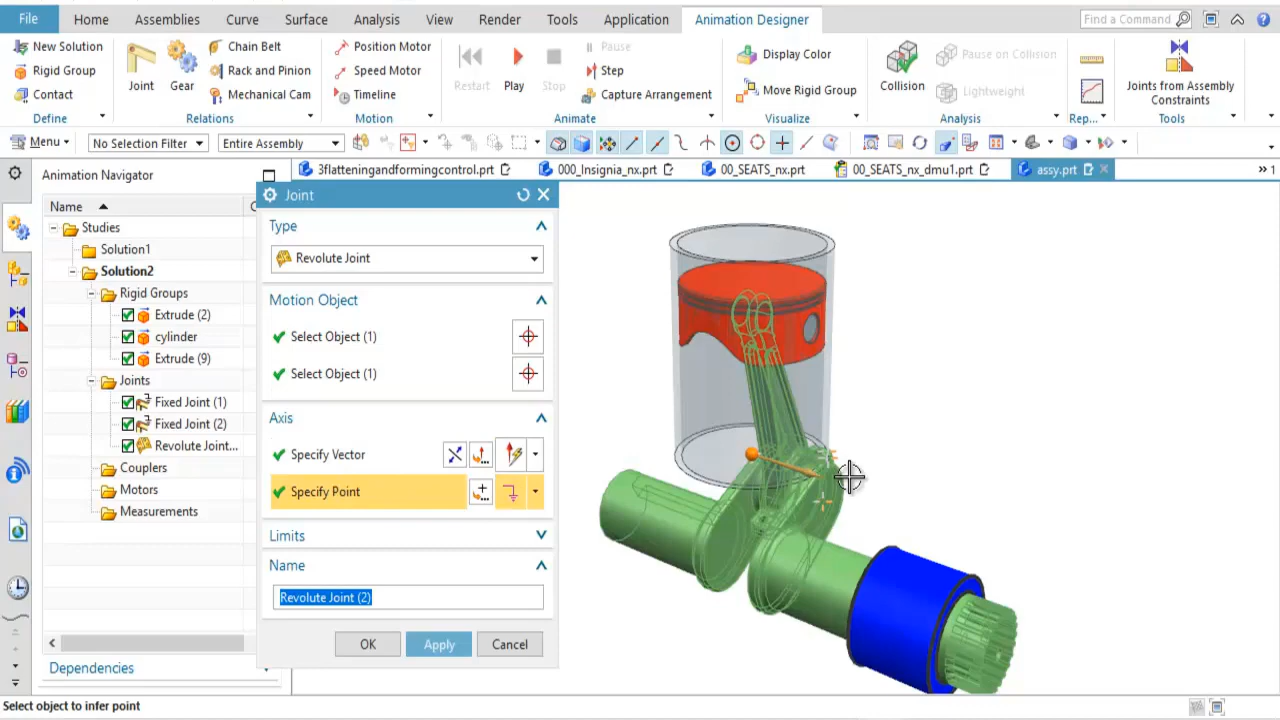 File Home Assemblies Curve Surface Analysis View Render Tools Application Animation Designer Find a Command
New Solution Chain Belt Position Motor Pause Display Color Pause on Collision
Rigid Group Joint Gear Rack and Pinion Speed Motor Restart Play Stop Step Move Rigid Group Collision Lightweight Joints from Assembly Constraints
Contact Mechanical Cam Timeline Capture Arrangement
Define Relations Motion Animate Visualize Analysis Rep... Tools
Menu No Selection Filter Entire Assembly
Animation Navigator 3flatteningandformingcontrol.prt 000_Insignia_nx.prt 00_SEATS_nx.prt 00_SEATS_nx_dmu1.prt assy.prt 1
Name
Studies
Solution1
Solution2
Rigid Groups
Extrude (2)
cylinder
Extrude (9)
Joints
Fixed Joint (1)
Fixed Joint (2)
Revolute Joint...
Couplers
Motors
Measurements
Dependencies
Joint
Type
Revolute Joint
Motion Object
Select Object (1)
Select Object (1)
Axis
Specify Vector
Specify Point
Limits
Name
Revolute Joint (2)
OK Apply Cancel
Select object to infer point